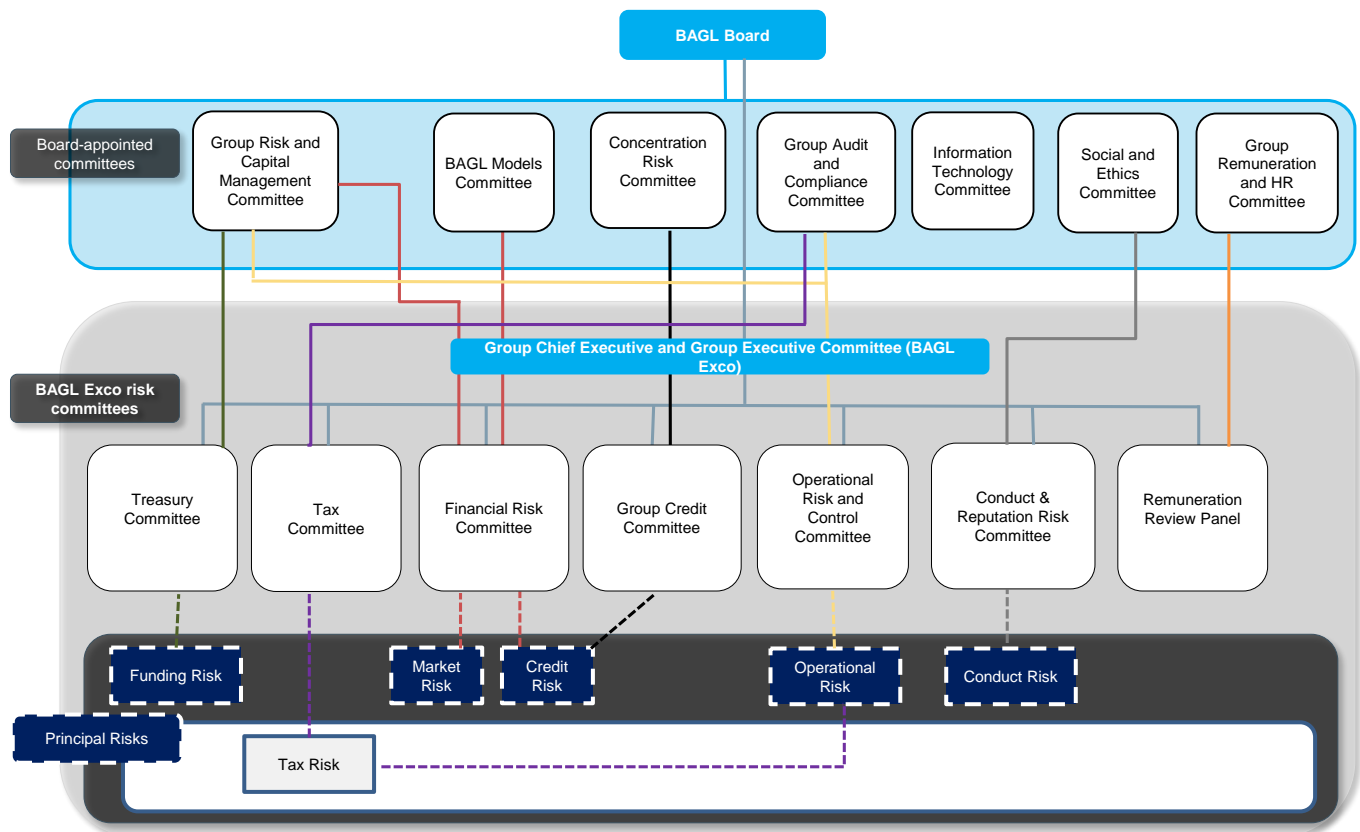 BAGL Board
Board-appointed
committees
Group Risk and
Capital
Management
Committee
BAGL Models
Committee
Concentration
Risk
Committee
Group Audit
and
Compliance
Committee
Information
Technology
Committee
Social and
Ethics
Committee
Group
Remuneration
and HR
Committee
Group Chief Executive and Group Executive Committee (BAGL
Exco)
BAGL Exco risk
committees
Treasury
Committee
Tax
Committee
Financial Risk
Committee
Group Credit
Committee
Operational
Risk and
Control
Committee
Conduct &
Reputation Risk
Committee
Remuneration
Review Panel
Funding Risk
Market
Risk
Credit
Risk
Operational
Risk
Conduct Risk
Principal Risks
Tax Risk